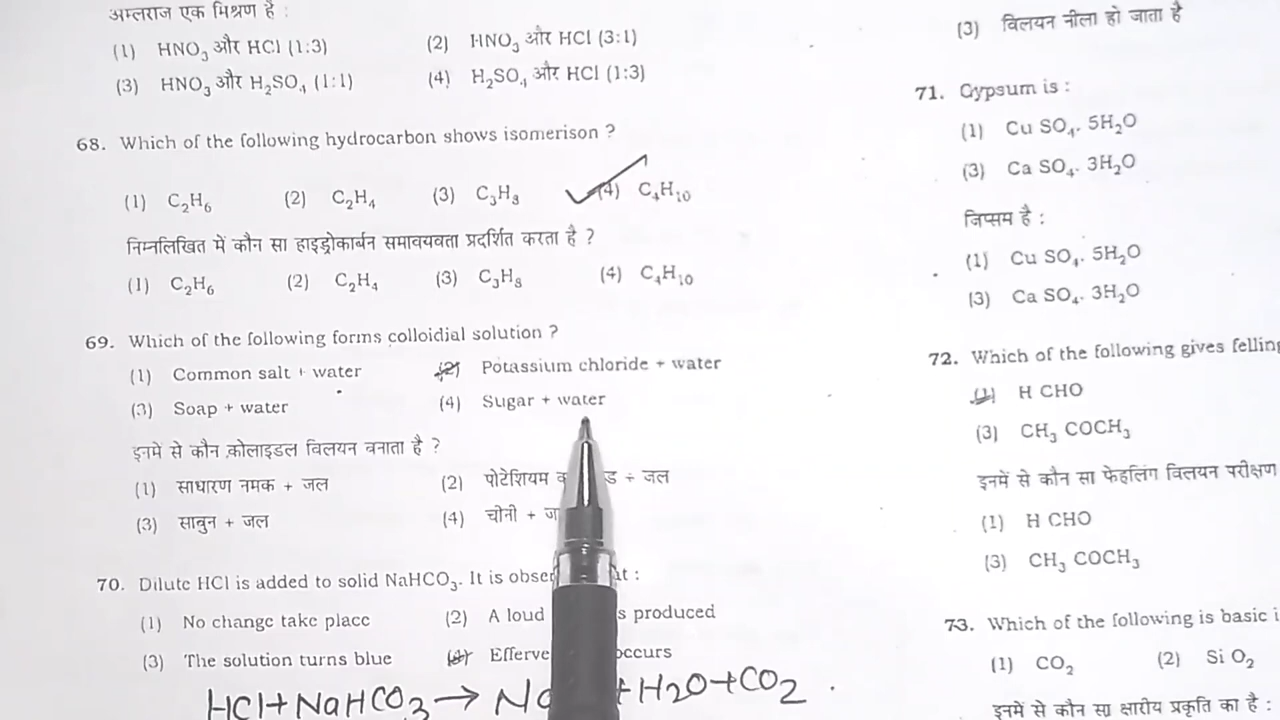 अम्लराज एक मिश्रण है :
(1) HNO3 और HCl (1:3) (2) HNO3 और HCl (3:1)
(3) HNO3 और H2SO4 (1:1) (4) H2SO4 और HCl (1:3)
68. Which of the following hydrocarbon shows isomerison ?
(1) C2H6 (2) C2H4 (3) C3H8 (4) C4H10
निम्नलिखित में कौन सा हाइड्रोकार्बन समावयवता प्रदर्शित करता है ?
(1) C2H6 (2) C2H4 (3) C3H8 (4) C4H10
69. Which of the following forms colloidial solution ?
(1) Common salt + water (2) Potassium chloride + water
(3) Soap + water (4) Sugar + water
इनमें से कौन कोलाइडल विलयन बनाता है ?
(1) साधारण नमक + जल (2) पोटेशियम + जल
(3) साबुन + जल (4) चीनी +
70. Dilute HCl is added to solid NaHCO3. It is :
(1) No change take place (2) A loud produced
(3) The solution turns blue (4) occurs
HCl + NaHCO3 → + H2O + CO2
(3) विलयन नीला हो जाता है
71. Gypsum is :
(1) Cu SO4. 5H2O
(3) Ca SO4. 3H2O
जिप्सम है :
(1) Cu SO4. 5H2O
(3) Ca SO4. 3H2O
72. Which of the following gives
(1) H CHO
(3) CH3 COCH3
इनमें से कौन सा फेहलिंग विलयन परीक्षण
(1) H CHO
(3) CH3 COCH3
73. Which of the following is basic
(1) CO2 (2) Si O2
इनमें से कौन सा क्षारीय प्रकृति का है :